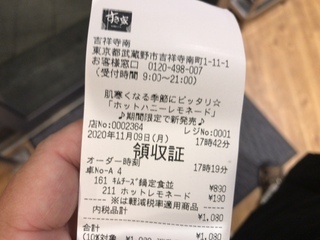 すき家
吉祥寺南
東京都武蔵野市吉祥寺南町1-11-1
お客様窓口 0120-498-007
(受付時間 9:00~21:00)
肌寒くなる季節にピッタリ☆
「ホットハニーレモネード」
♪期間限定で新発売♪
店No:0002364 レジNo:0001
2020年11月09日(月) 17時42分
領収証
オーダー時刻 17時19分
卓No-A 4
161 キムチーズ鍋定食並 ¥890
211 ホットレモネード ¥190
※は軽減税率適用商品
内税品計 ¥1,080
合計 ¥1,080
(10%対象